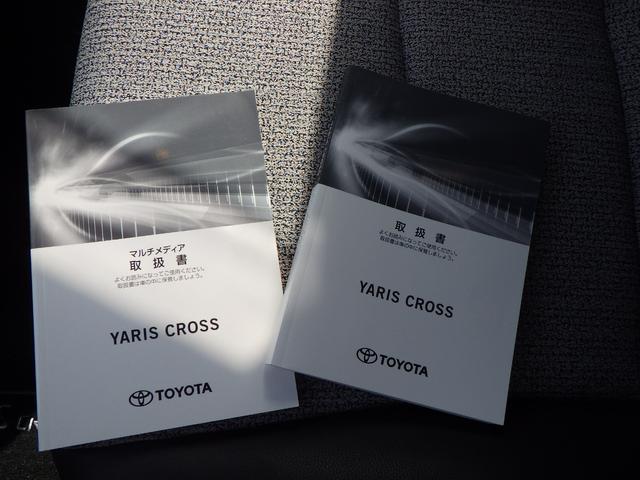 マルチメディア
取扱書
よくお読みになってご使用ください。
取扱書は車の中に保管しましょう。
YARIS CROSS
TOYOTA
取扱書
よくお読みになってご使用ください。
取扱書は車の中に保管しましょう。
YARIS CROSS
TOYOTA